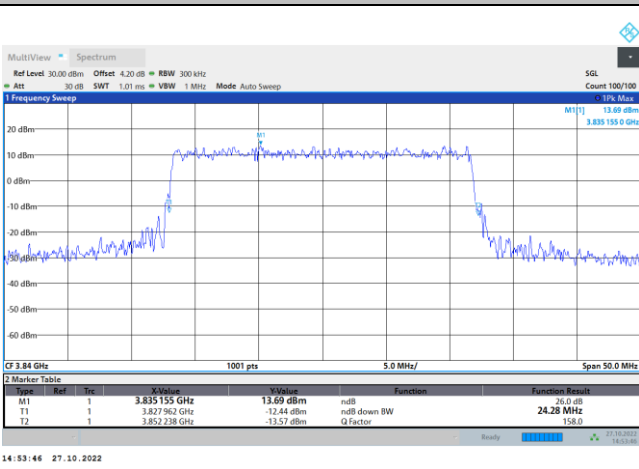 MultiView Spectrum
Ref Level 30.00 dBm Offset 4.20 dB RBW 300 kHz SGL
Att 30 dB SWT 1.01 ms VBW 1 MHz Mode Auto Sweep Count 100/100
1 Frequency Sweep 1Pk Max
M1[1] 13.69 dBm
3.835 155 0 GHz
M1
20 dBm
10 dBm
0 dBm
-10 dBm
-20 dBm
-30 dBm
-40 dBm
-50 dBm
-60 dBm
CF 3.84 GHz 1001 pts 5.0 MHz/ Span 50.0 MHz
2 Marker Table
Type Ref Trc X-Value Y-Value Function Function Result
M1 1 3.835 155 GHz 13.69 dBm ndB 26.0 dB
T1 1 3.827 962 GHz -12.44 dBm ndB down BW 24.28 MHz
T2 1 3.852 238 GHz -13.57 dBm Q Factor 158.0
Ready 27.10.2022
14:53:46
14:53:46 27.10.2022